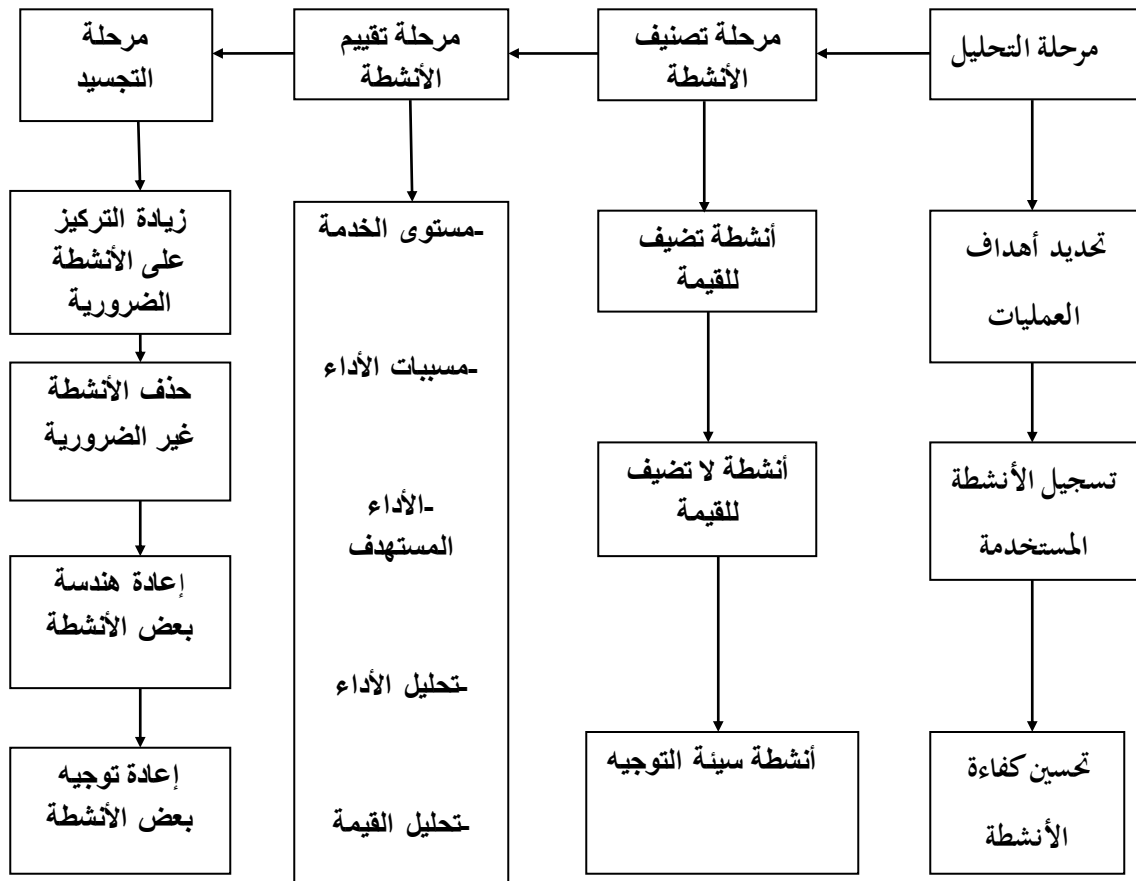 مرحلة التحليل
تحديد أهداف
العمليات
تسجيل الأنشطة
المستخدمة
تحسين كفاءة
الأنشطة
مرحلة تصنيف
الأنشطة
أنشطة تضيف
للقيمة
أنشطة لا تضيف
للقيمة
أنشطة سيئة التوجيه
مرحلة تقييم
الأنشطة
-مستوى الخدمة
-مسببات الأداء
-الأداء
المستهدف
-تحليل الأداء
-تحليل القيمة
مرحلة
التجسيد
زيادة التركيز
على الأنشطة
الضرورية
حذف الأنشطة
غير الضرورية
إعادة هندسة
بعض الأنشطة
إعادة توجيه
بعض الأنشطة